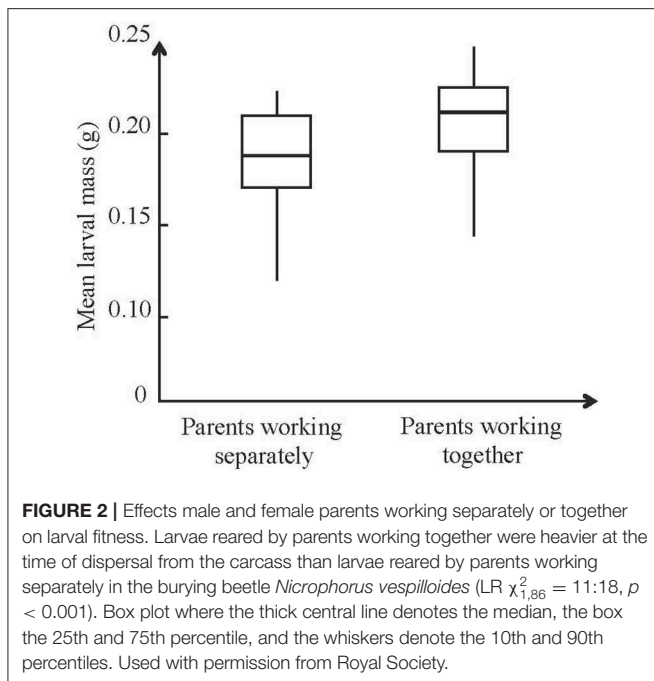 0.25
0.20
0.15
0.10
0
Mean larval mass (g)
Parents working
separately
Parents working
together
FIGURE 2 | Effects male and female parents working separately or together
on larval fitness. Larvae reared by parents working together were heavier at the
time of dispersal from the carcass than larvae reared by parents working
separately in the burying beetle Nicrophorus vespilloides (LR χ²₁,₈₆ = 11:18, p
< 0.001). Box plot where the thick central line denotes the median, the box
the 25th and 75th percentile, and the whiskers denote the 10th and 90th
percentiles. Used with permission from Royal Society.